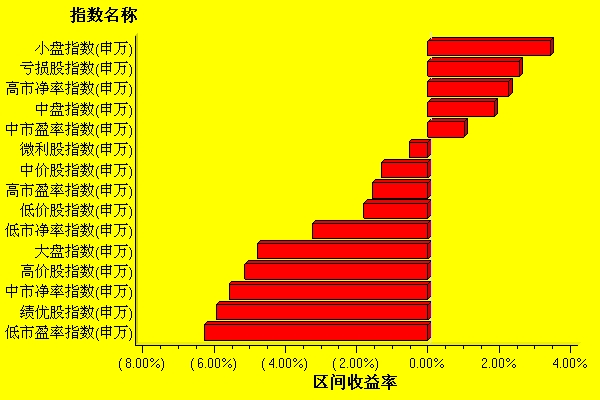 指数名称
小盘指数(申万)
亏损股指数(申万)
高市净率指数(申万)
中盘指数(申万)
中市盈率指数(申万)
微利股指数(申万)
中价股指数(申万)
高市盈率指数(申万)
低价股指数(申万)
低市净率指数(申万)
大盘指数(申万)
高价股指数(申万)
中市净率指数(申万)
绩优股指数(申万)
低市盈率指数(申万)
(8.00%) (6.00%) (4.00%) (2.00%) 0.00% 2.00% 4.00%
区间收益率